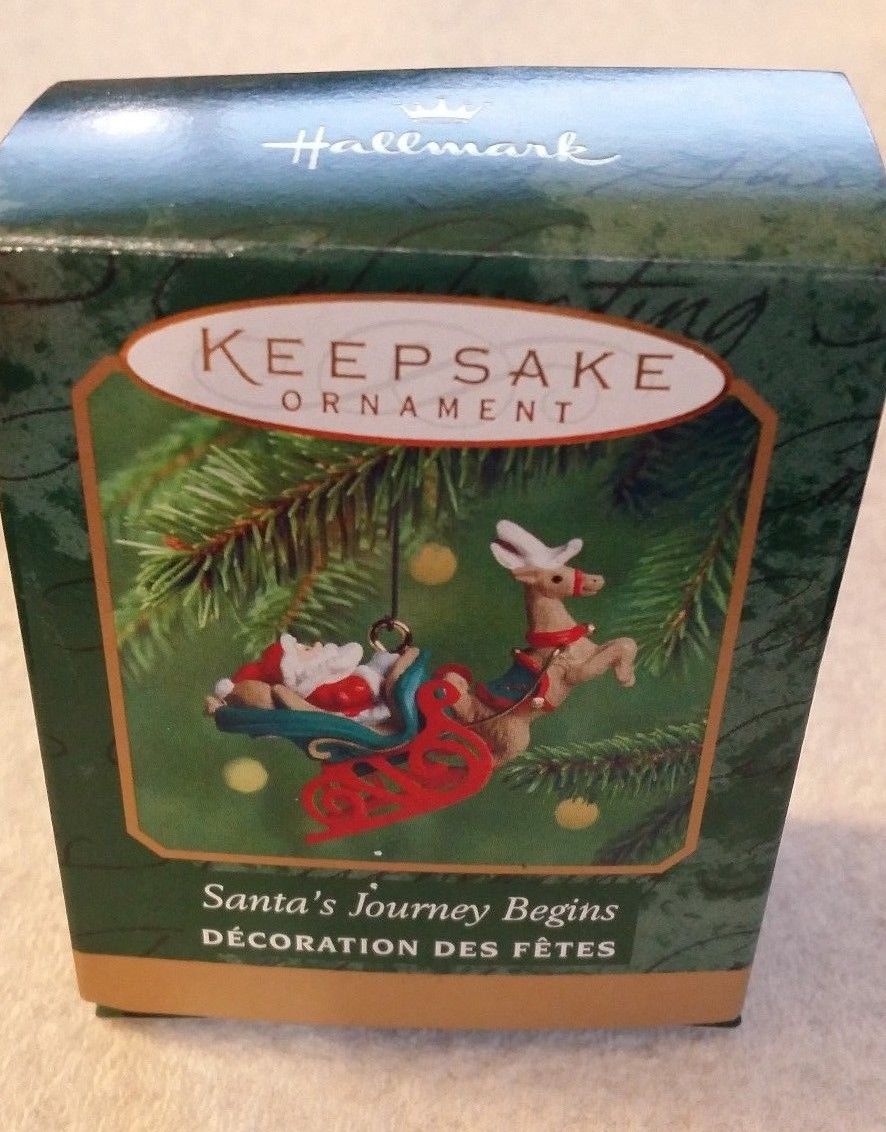 Hallmark
KEEPSAKE
ORNAMENT
Santa's Journey Begins
DÉCORATION DES FÊTES